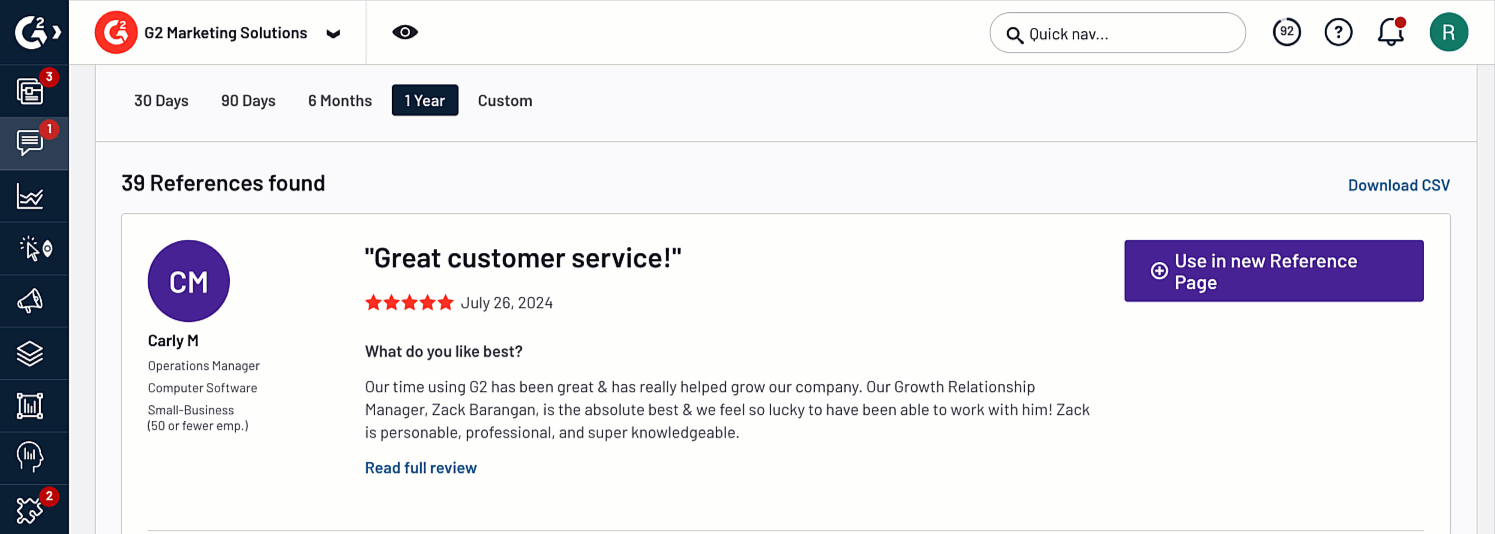 G2
G2 G2 Marketing Solutions
Quick nav...
92
?
R
3
1
2
30 Days 90 Days 6 Months 1 Year Custom
39 References found
Download CSV
CM
Carly M
Operations Manager
Computer Software
Small-Business
(50 or fewer emp.)
"Great customer service!"
July 26, 2024
What do you like best?
Our time using G2 has been great & has really helped grow our company. Our Growth Relationship
Manager, Zack Barangan, is the absolute best & we feel so lucky to have been able to work with him! Zack
is personable, professional, and super knowledgeable.
Read full review
Use in new Reference
Page